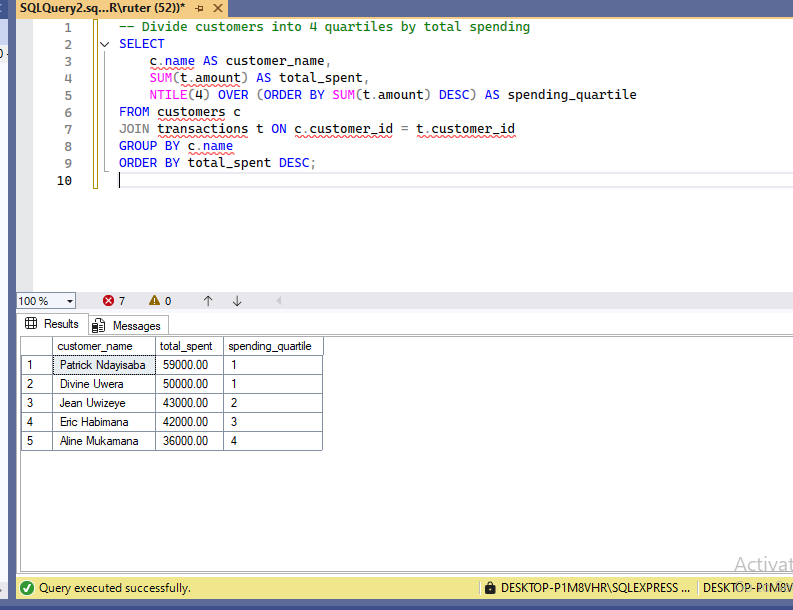 SQLQuery2.sq...R\ruter (52))*
1 -- Divide customers into 4 quartiles by total spending
2 SELECT
3 c.name AS customer_name,
4 SUM(t.amount) AS total_spent,
5 NTILE(4) OVER (ORDER BY SUM(t.amount) DESC) AS spending_quartile
6 FROM customers c
7 JOIN transactions t ON c.customer_id = t.customer_id
8 GROUP BY c.name
9 ORDER BY total_spent DESC;
10
100 % 7 0
Results Messages
customer_name total_spent spending_quartile
1 Patrick Ndayisaba 59000.00 1
2 Divine Uwera 50000.00 1
3 Jean Uwizeye 43000.00 2
4 Eric Habimana 42000.00 3
5 Aline Mukamana 36000.00 4
Activat
Query executed successfully. DESKTOP-P1M8VHR\SQLEXPRESS ... DESKTOP-P1M8V